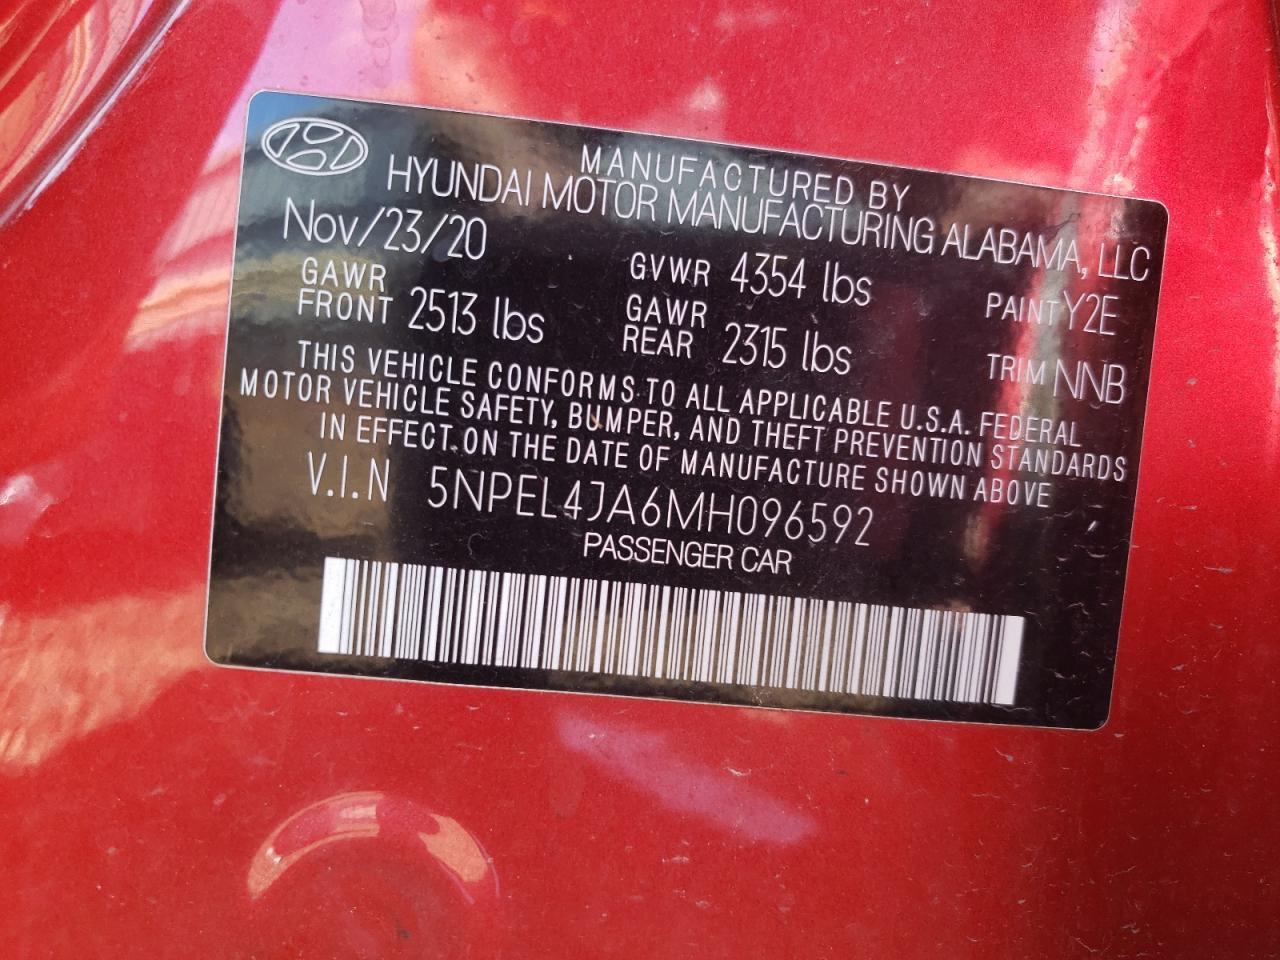 MANUFACTURED BY
HYUNDAI MOTOR MANUFACTURING ALABAMA, LLC
Nov/23/20 GVWR 4354 lbs PAINT Y2E
GAWR FRONT 2513 lbs GAWR REAR 2315 lbs TRIM NNB
THIS VEHICLE CONFORMS TO ALL APPLICABLE U.S.A. FEDERAL
MOTOR VEHICLE SAFETY, BUMPER, AND THEFT PREVENTION STANDARDS
IN EFFECT ON THE DATE OF MANUFACTURE SHOWN ABOVE
V.I.N 5NPEL4JA6MH096592
PASSENGER CAR